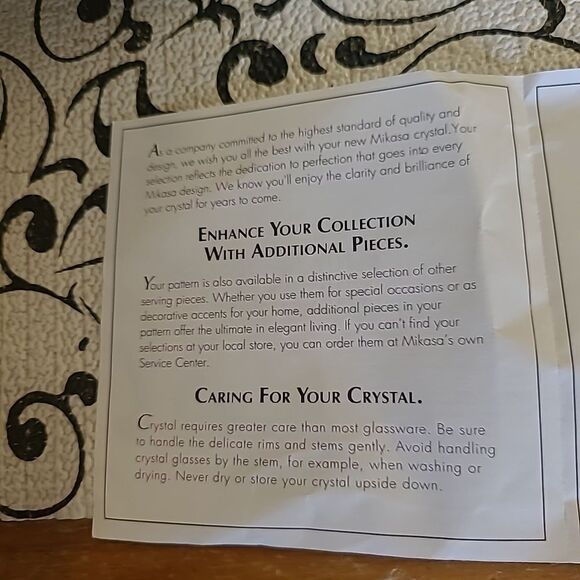 As a company committed to the highest standard of quality and
design, we wish you all the best with your new Mikasa crystal.Your
selection reflects the dedication to perfection that goes into every
Mikasa design. We know you'll enjoy the clarity and brilliance of
your crystal for years to come.
ENHANCE YOUR COLLECTION
WITH ADDITIONAL PIECES.
Your pattern is also available in a distinctive selection of other
serving pieces. Whether you use them for special occasions or as
decorative accents for your home, additional pieces in your
pattern offer the ultimate in elegant living. If you can't find your
selections at your local store, you can order them at Mikasa's own
Service Center.
CARING FOR YOUR CRYSTAL.
Crystal requires greater care than most glassware. Be sure
to handle the delicate rims and stems gently. Avoid handling
crystal glasses by the stem, for example, when washing or
drying. Never dry or store your crystal upside down.